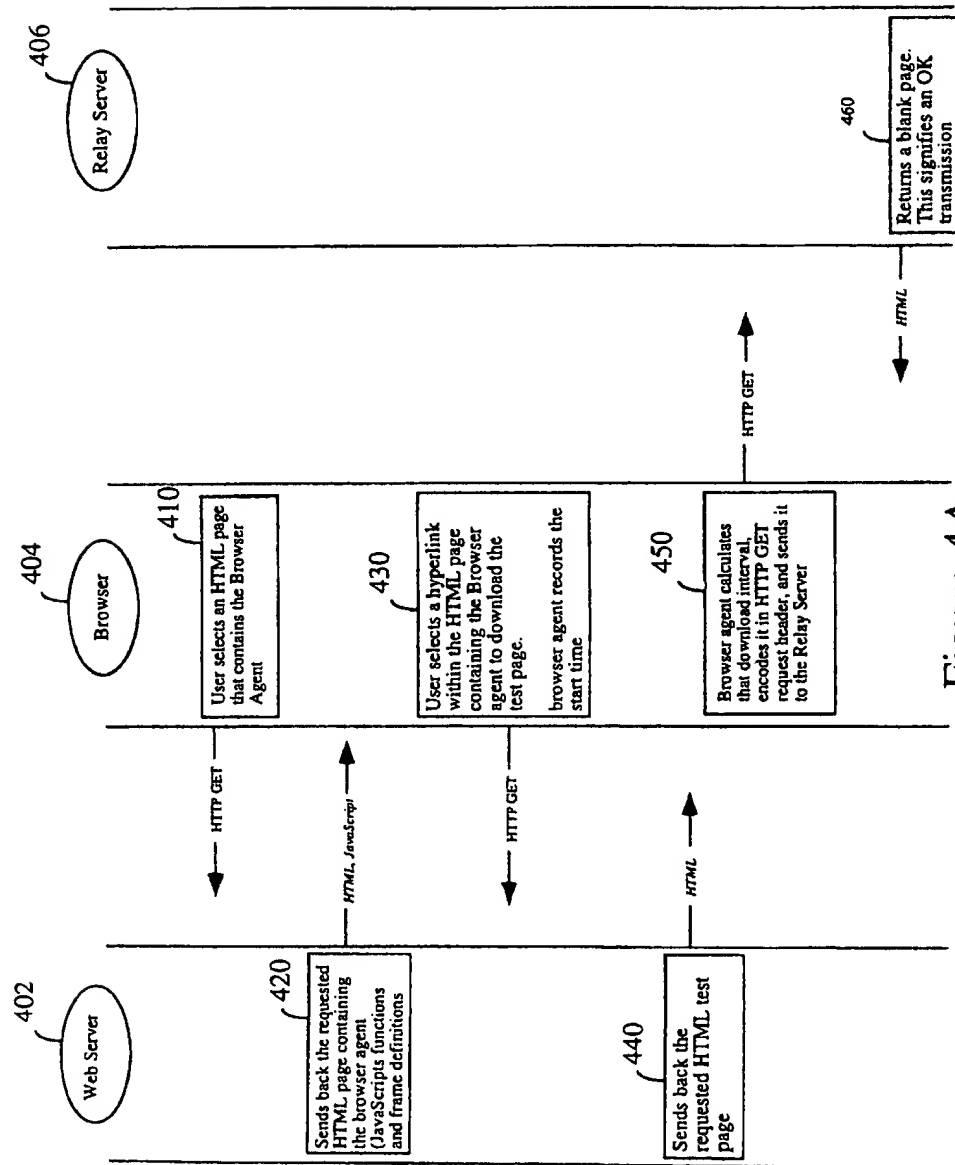 402
Web Server
404
Browser
406
Relay Server
410
User selects an HTML page
that contains the Browser
Agent
HTTP GET
420
Sends back the requested
HTML page containing
the browser agent
(JavaScripts functions
and frame definitions
HTML, JavaScript
430
User selects a hyperlink
within the HTML page
containing the Browser
agent to download the
test page.
browser agent records the
start time
HTTP GET
440
Sends back the
requested HTML test
page
HTML
450
Browser agent calculates
that download interval,
encodes it in HTTP GET
request header, and sends it
to the Relay Server
HTTP GET
460
Returns a blank page.
This signifies an OK
transmission
HTML